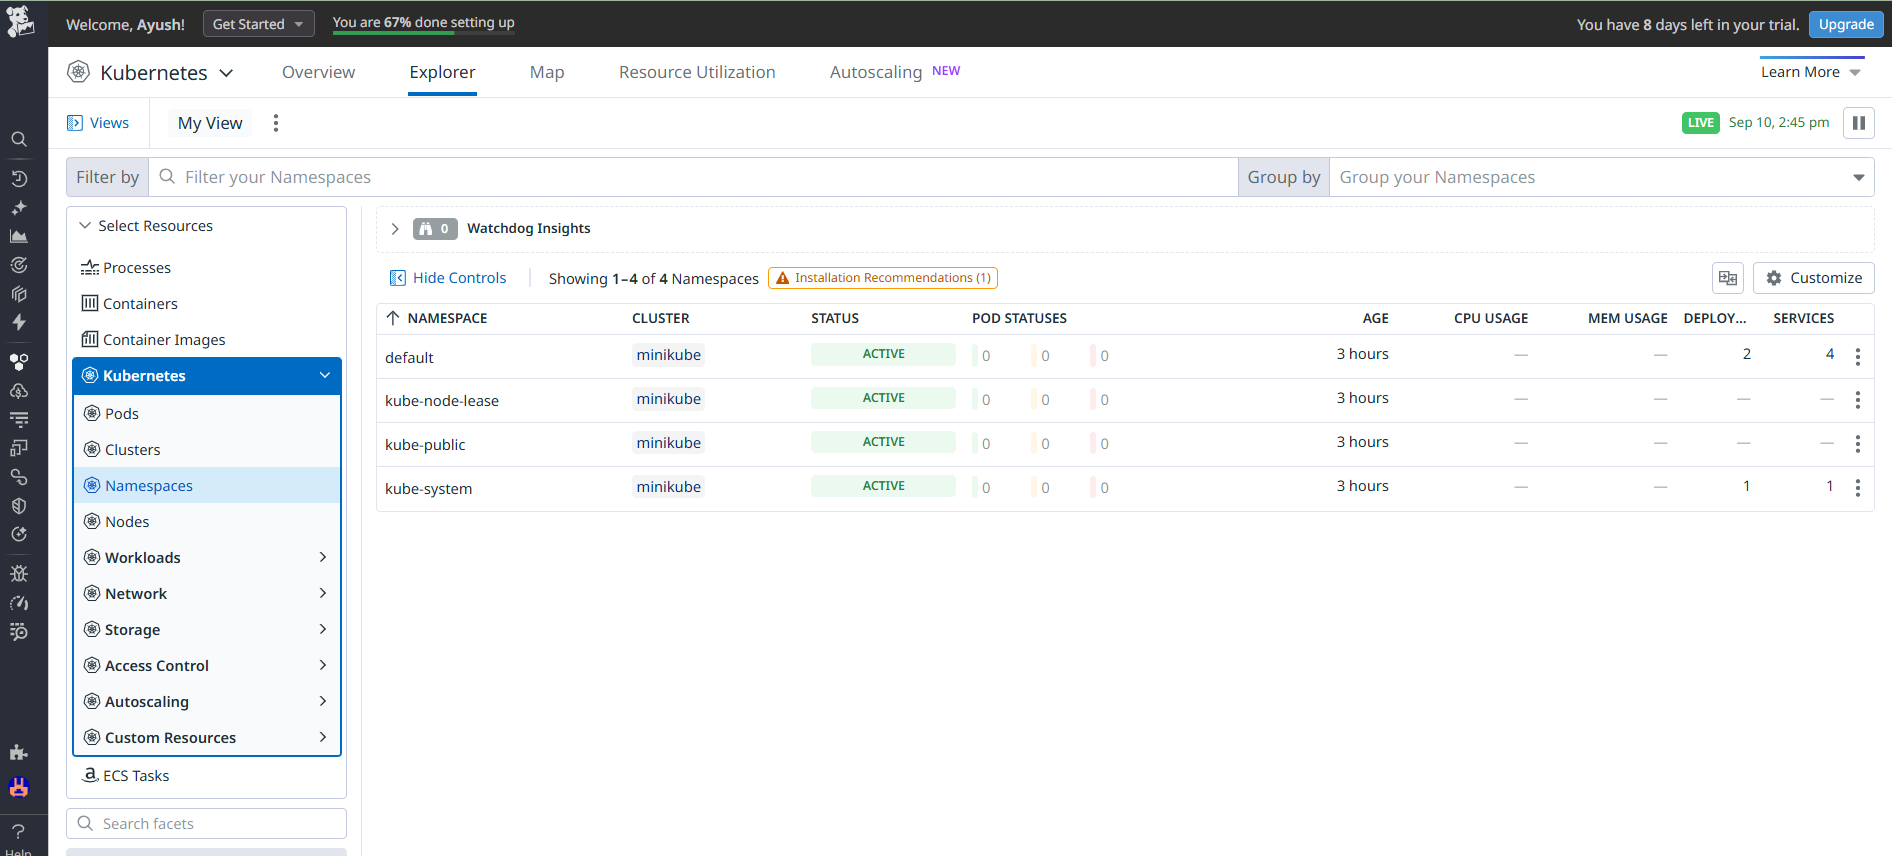 Welcome, Ayush!
Get Started
You are 67% done setting up
You have 8 days left in your trial.
Upgrade
Kubernetes
Overview
Explorer
Map
Resource Utilization
Autoscaling NEW
Learn More
Views
My View
LIVE Sep 10, 2:45 pm
Filter by
Filter your Namespaces
Group by
Group your Namespaces
Select Resources
Processes
Containers
Container Images
Kubernetes
Pods
Clusters
Namespaces
Nodes
Workloads
Network
Storage
Access Control
Autoscaling
Custom Resources
ECS Tasks
Search facets
Help
0 Watchdog Insights
Hide Controls
Showing 1–4 of 4 Namespaces
Installation Recommendations (1)
Customize
NAMESPACE CLUSTER STATUS POD STATUSES AGE CPU USAGE MEM USAGE DEPLOY... SERVICES
default minikube ACTIVE 0 0 0 3 hours — — 2 4
kube-node-lease minikube ACTIVE 0 0 0 3 hours — — — —
kube-public minikube ACTIVE 0 0 0 3 hours — — — —
kube-system minikube ACTIVE 0 0 0 3 hours — — 1 1